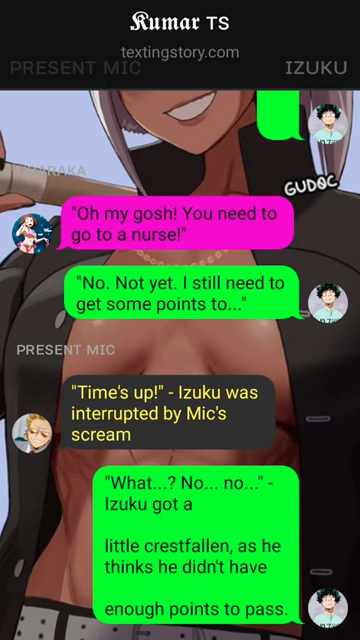 Kumar TS
textingstory.com
PRESENT MIC
IZUKU
URARAKA
GUDOC
"Oh my gosh! You need to
go to a nurse!"
"No. Not yet. I still need to
get some points to..."
PRESENT MIC
"Time's up!" - Izuku was
interrupted by Mic's
scream
"What...? No... no..." -
Izuku got a
little crestfallen, as he
thinks he didn't have
enough points to pass.